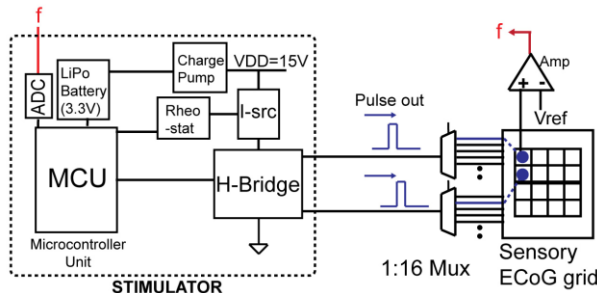 f
ADC
LiPo
Battery
(3.3V)
Charge
Pump
VDD=15V
Rheo
-stat
I-src
MCU
H-Bridge
Microcontroller
Unit
STIMULATOR
Pulse out
1:16 Mux
f
Amp
+ -
Vref
Sensory
ECoG grid